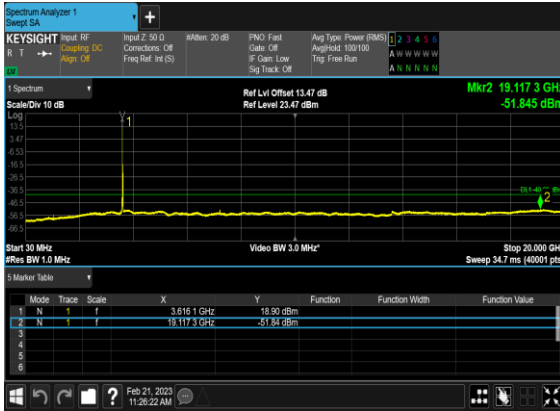 Spectrum Analyzer 1
Swept SA
+
KEYSIGHT Input: RF Input Z: 50 Ω #Atten: 20 dB PNO: Fast Avg Type: Power (RMS) 1 2 3 4 5 6
R T Coupling: DC Corrections: Off Gate: Off Avg|Hold: 100/100 A W W W W W
Align: Off Freq Ref: Int (S) IF Gain: Low Trig: Free Run
Sig Track: Off A N N N N N
1 Spectrum
Ref Lvl Offset 13.47 dB Mkr2 19.117 3 GHz
Scale/Div 10 dB Ref Level 23.47 dBm -51.845 dBm
Log
1
13.5
3.47
-6.53
-16.5
-26.5
-36.5
2
-46.5
-56.5
-66.5
Start 30 MHz Video BW 3.0 MHz* Stop 20.000 GHz
#Res BW 1.0 MHz Sweep 34.7 ms (40001 pts)
5 Marker Table
Mode Trace Scale X Y Function Function Width Function Value
1 N 1 f 3.616 1 GHz 18.90 dBm
2 N 1 f 19.117 3 GHz -51.84 dBm
3
4
5
6
?
Feb 21, 2023
11:26:22 AM